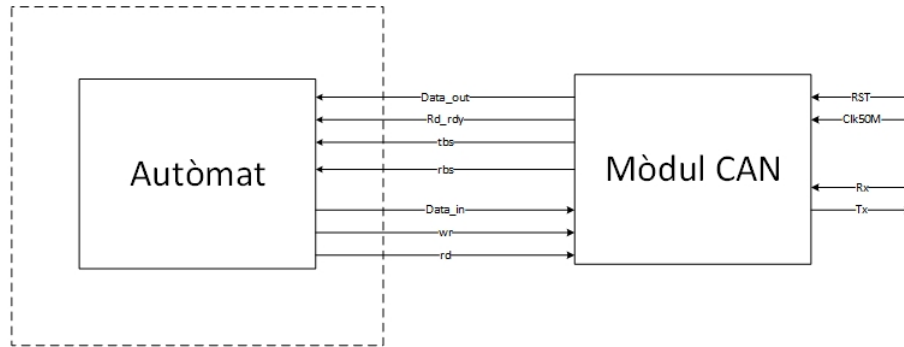 Autòmat
Data_out
Rd_rdy
tbs
rbs
Data_in
wr
rd
Mòdul CAN
RST
Clk50M
Rx
Tx